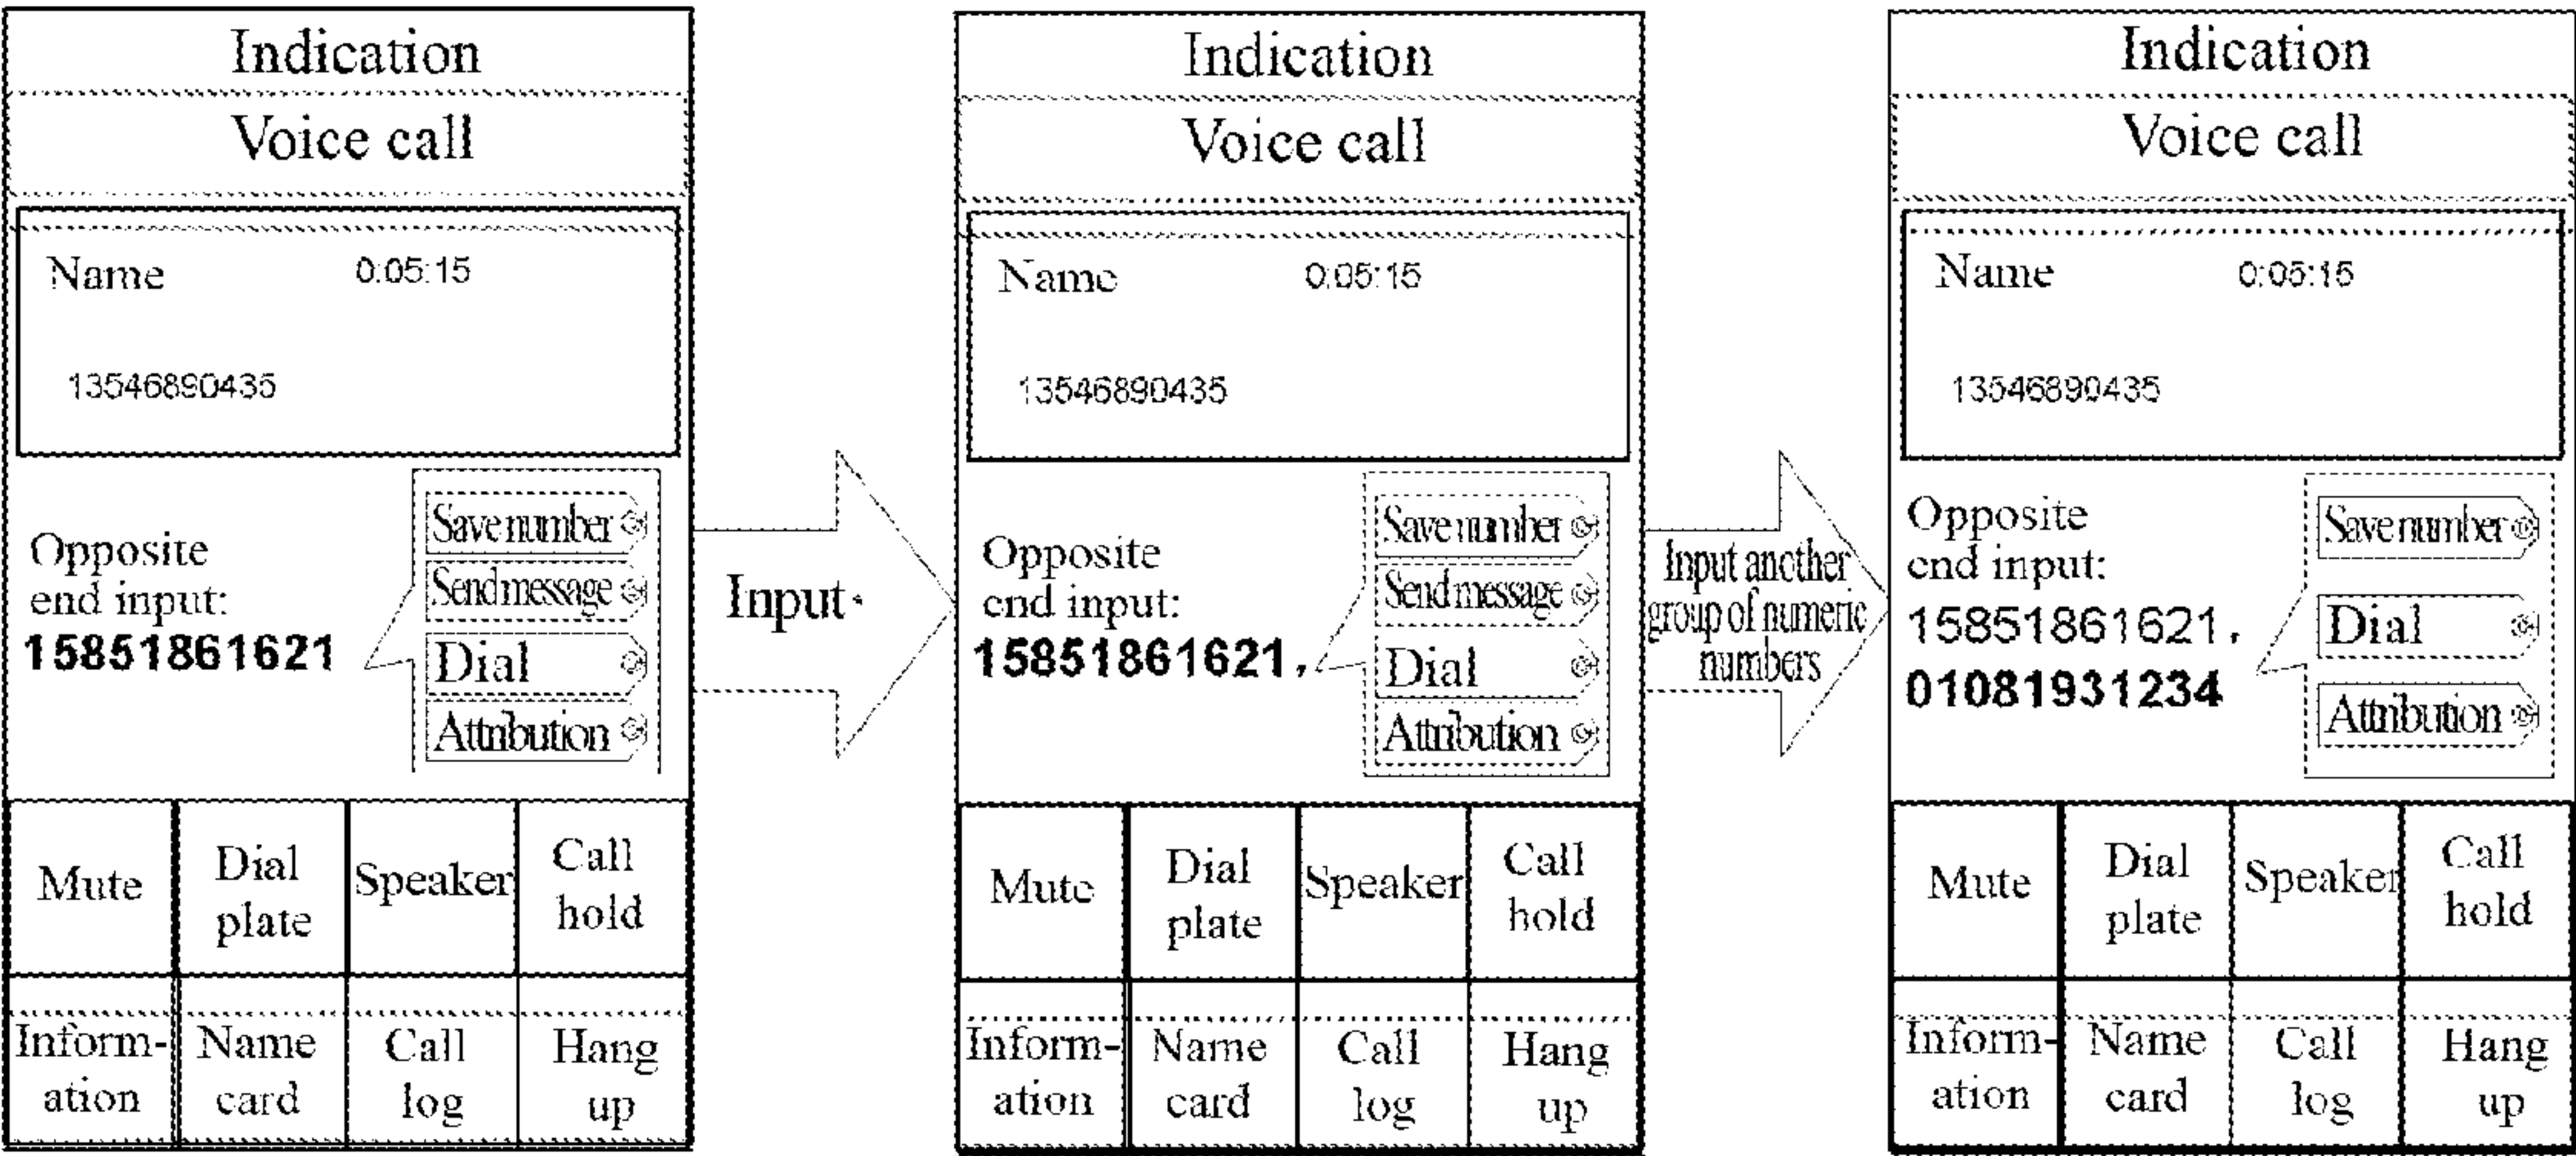 Indication
Voice call
Name 0:05:15
13546890435
Opposite
end input:
15851861621
Save number
Send message
Dial
Attribution
Mute
Dial
plate
Speaker
Call
hold
Inform-
ation
Name
card
Call
log
Hang
up
Input·
Indication
Voice call
Name 0:05:15
13546890435
Opposite
end input:
15851861621,
Save number
Send message
Dial
Attribution
Mute
Dial
plate
Speaker
Call
hold
Inform-
ation
Name
card
Call
log
Hang
up
Input another
group of numeric
numbers
Indication
Voice call
Name 0:05:15
13546890435
Opposite
end input:
15851861621,
01081931234
Save number
Dial
Attribution
Mute
Dial
plate
Speaker
Call
hold
Inform-
ation
Name
card
Call
log
Hang
up